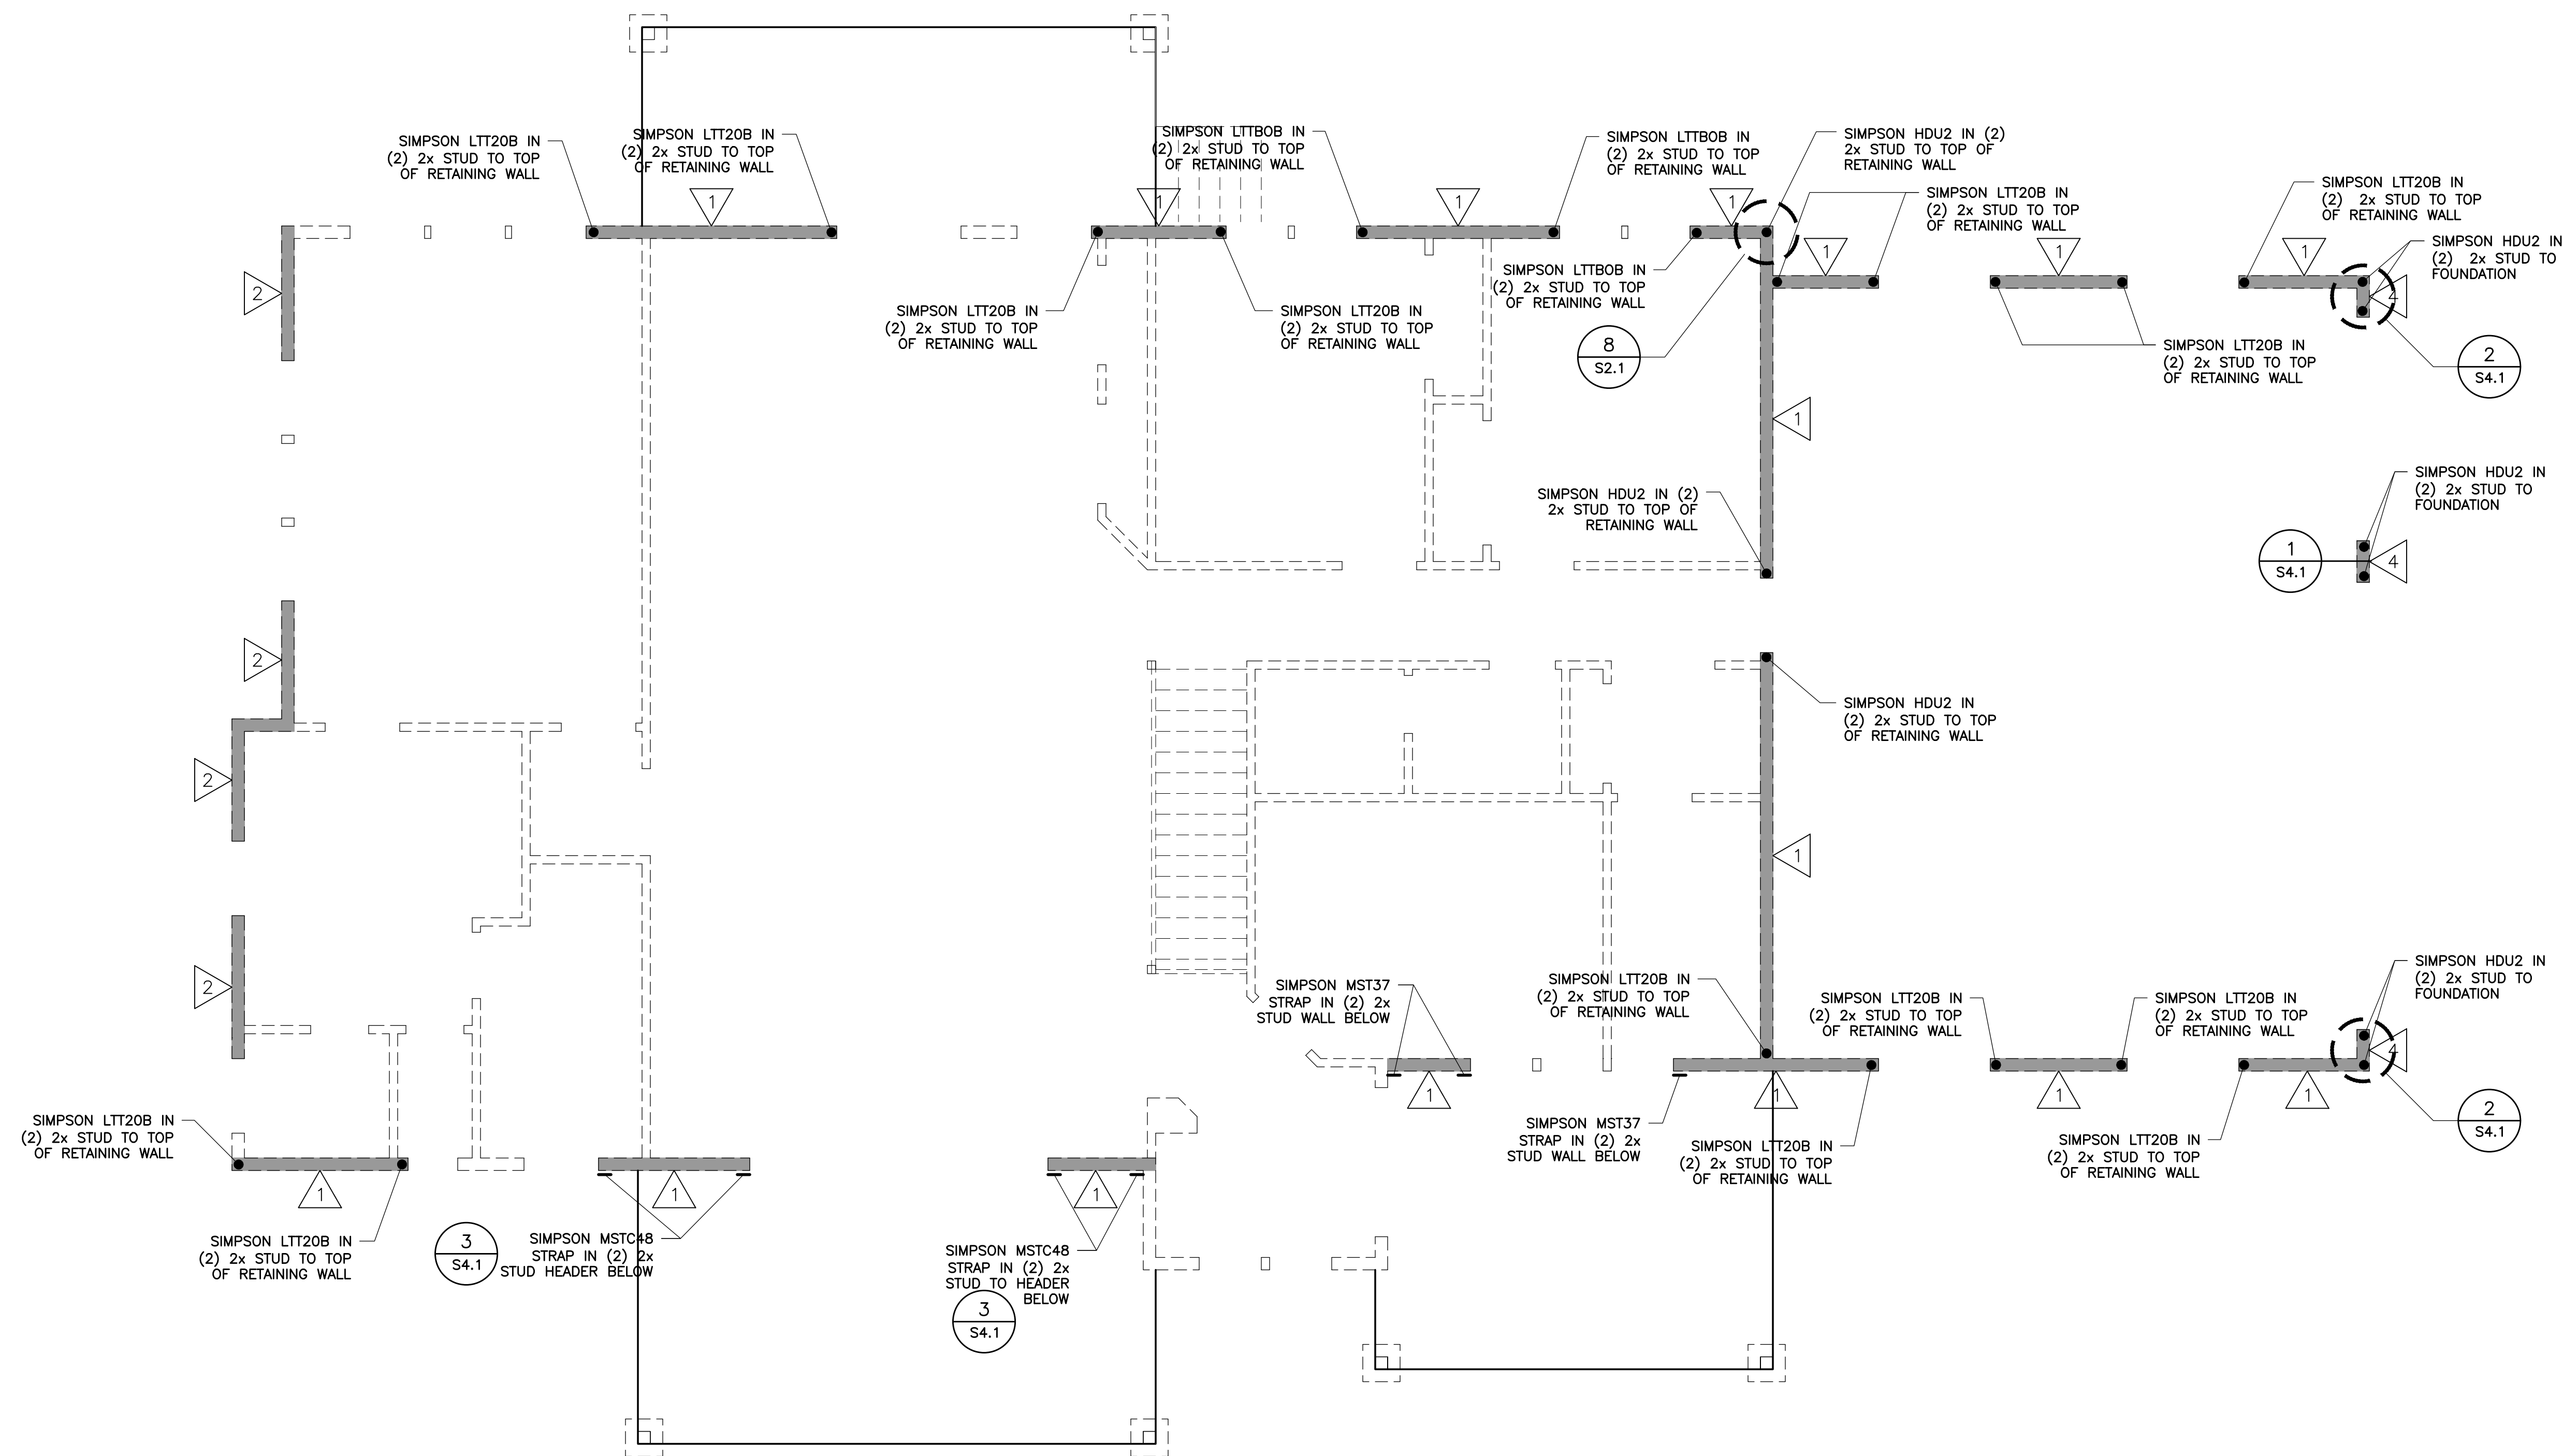 SIMPSON LTT20B IN
(2) 2x STUD TO TOP
OF RETAINING WALL
SIMPSON LTT20B IN
(2) 2x STUD TO TOP
OF RETAINING WALL
SIMPSON LTTBOB IN
(2) 2x STUD TO TOP
OF RETAINING WALL
SIMPSON LTTBOB IN
(2) 2x STUD TO TOP
OF RETAINING WALL
SIMPSON HDU2 IN (2)
2x STUD TO TOP OF
RETAINING WALL
SIMPSON LTT20B IN
(2) 2x STUD TO TOP
OF RETAINING WALL
SIMPSON LTT20B IN
(2) 2x STUD TO TOP
OF RETAINING WALL
SIMPSON HDU2 IN
(2) 2x STUD TO
FOUNDATION
1
1
1
1
1
1
1
4
2
SIMPSON LTT20B IN
(2) 2x STUD TO TOP
OF RETAINING WALL
SIMPSON LTT20B IN
(2) 2x STUD TO TOP
OF RETAINING WALL
SIMPSON LTTBOB IN
(2) 2x STUD TO TOP
OF RETAINING WALL
8
S2.1
SIMPSON LTT20B IN
(2) 2x STUD TO TOP
OF RETAINING WALL
2
S4.1
1
SIMPSON HDU2 IN (2)
2x STUD TO TOP OF
RETAINING WALL
SIMPSON HDU2 IN
(2) 2x STUD TO
FOUNDATION
1
S4.1
4
2
SIMPSON HDU2 IN
(2) 2x STUD TO TOP
OF RETAINING WALL
2
1
2
SIMPSON MST37
STRAP IN (2) 2x
STUD WALL BELOW
SIMPSON LTT20B IN
(2) 2x STUD TO TOP
OF RETAINING WALL
SIMPSON LTT20B IN
(2) 2x STUD TO TOP
OF RETAINING WALL
SIMPSON LTT20B IN
(2) 2x STUD TO TOP
OF RETAINING WALL
SIMPSON HDU2 IN
(2) 2x STUD TO
FOUNDATION
4
1
1
1
1
2
S4.1
SIMPSON LTT20B IN
(2) 2x STUD TO TOP
OF RETAINING WALL
SIMPSON MST37
STRAP IN (2) 2x
STUD WALL BELOW
SIMPSON LTT20B IN
(2) 2x STUD TO TOP
OF RETAINING WALL
SIMPSON LTT20B IN
(2) 2x STUD TO TOP
OF RETAINING WALL
1
1
1
SIMPSON LTT20B IN
(2) 2x STUD TO TOP
OF RETAINING WALL
3
S4.1
SIMPSON MSTC48
STRAP IN (2) 2x
STUD HEADER BELOW
SIMPSON MSTC48
STRAP IN (2) 2x
STUD TO HEADER
BELOW
3
S4.1